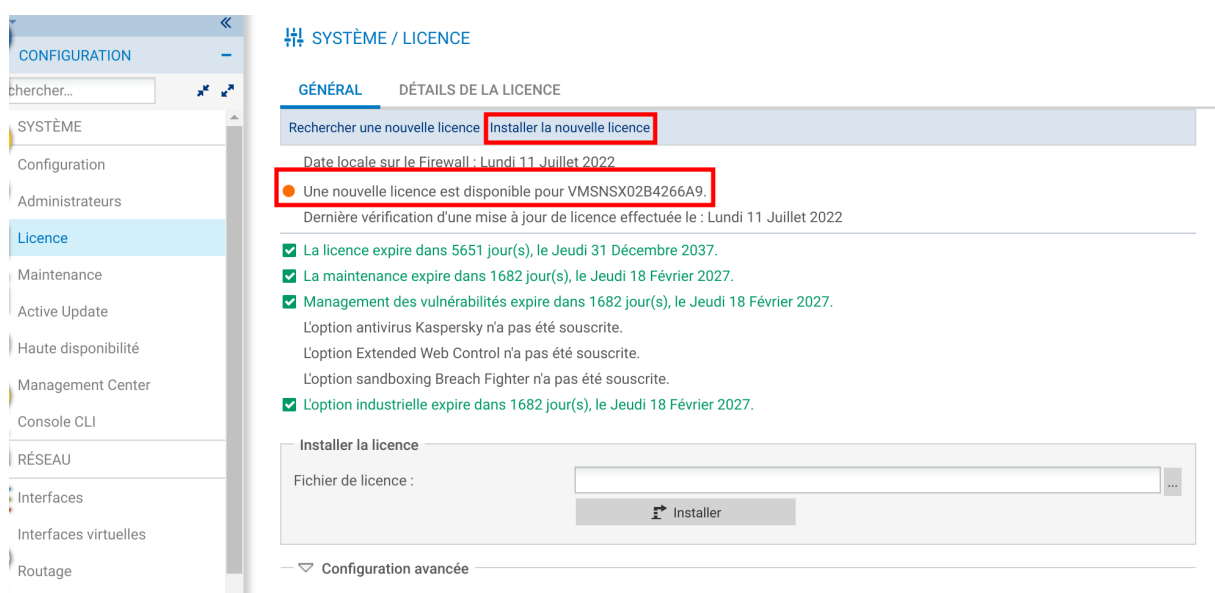 CONFIGURATION
chercher...
SYSTÈME
Configuration
Administrateurs
Licence
Maintenance
Active Update
Haute disponibilité
Management Center
Console CLI
RÉSEAU
Interfaces
Interfaces virtuelles
Routage
SYSTÈME / LICENCE
GÉNÉRAL DÉTAILS DE LA LICENCE
Rechercher une nouvelle licence Installer la nouvelle licence
Date locale sur le Firewall : Lundi 11 Juillet 2022
Une nouvelle licence est disponible pour VMSNSX02B4266A9.
Dernière vérification d'une mise à jour de licence effectuée le : Lundi 11 Juillet 2022
La licence expire dans 5651 jour(s), le Jeudi 31 Décembre 2037.
La maintenance expire dans 1682 jour(s), le Jeudi 18 Février 2027.
Management des vulnérabilités expire dans 1682 jour(s), le Jeudi 18 Février 2027.
L'option antivirus Kaspersky n'a pas été souscrite.
L'option Extended Web Control n'a pas été souscrite.
L'option sandboxing Breach Fighter n'a pas été souscrite.
L'option industrielle expire dans 1682 jour(s), le Jeudi 18 Février 2027.
Installer la licence
Fichier de licence :
...
Installer
Configuration avancée